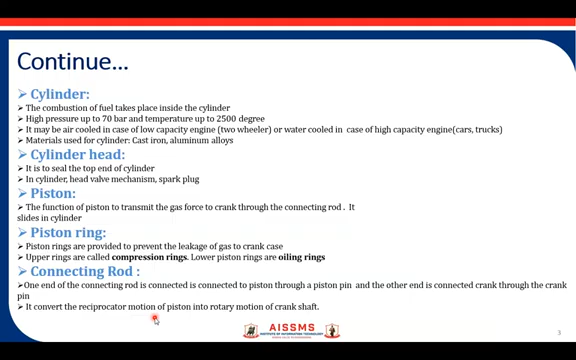 Continue…
➢ Cylinder:
➢ The combustion of fuel takes place inside the cylinder
➢ High pressure up to 70 bar and temperature up to 2500 degree
➢ It may be air cooled in case of low capacity engine (two wheeler) or water cooled in case of high capacity engine(cars, trucks)
➢ Materials used for cylinder: Cast iron, aluminum alloys
➢ Cylinder head:
➢ It is to seal the top end of cylinder
➢ In cylinder, head valve mechanism, spark plug
➢ Piston:
➢ The function of piston to transmit the gas force to crank through the connecting rod . It
slides in cylinder
➢ Piston ring:
➢ Piston rings are provided to prevent the leakage of gas to crank case
➢ Upper rings are called compression rings. Lower piston rings are oiling rings
➢ Connecting Rod :
➢ One end of the connecting rod is connected is connected to piston through a piston pin and the other end is connected crank through the crank
pin
➢ It convert the reciprocator motion of piston into rotary motion of crank shaft.
AISSMS
INSTITUTE OF INFORMATION TECHNOLOGY
3